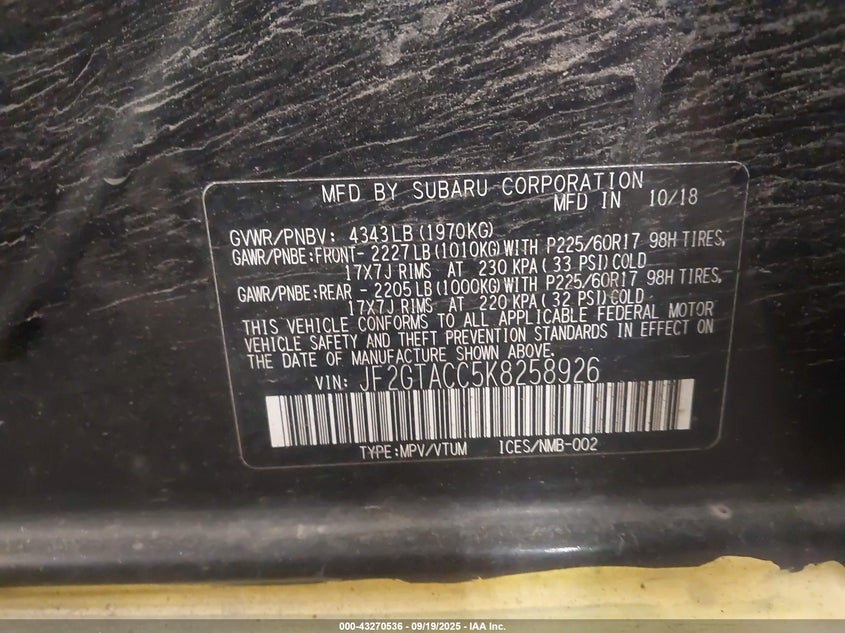 MFD BY SUBARU CORPORATION
MFD IN 10/18
GVWR/PNBV: 4343LB(1970KG)
GAWR/PNBE:FRONT- 2227LB(1010KG)WITH P225/60R17 98H TIRES,
17X7J RIMS AT 230 KPA(33 PSI)COLD
GAWR/PNBE:REAR - 2205LB(1000KG)WITH P225/60R17 98H TIRES,
17X7J RIMS AT 220 KPA(32 PSI)COLD
THIS VEHICLE CONFORMS TO ALL APPLICABLE FEDERAL MOTOR
VEHICLE SAFETY AND THEFT PREVENTION STANDARDS IN EFFECT ON
THE DATE OF MANUFACTURE SHOWN ABOVE.
VIN: JF2GTACC5K8258926
TYPE:MPV/VTUM ICES/NMB-002
000-43270536 - 09/19/2025 - IAA Inc.